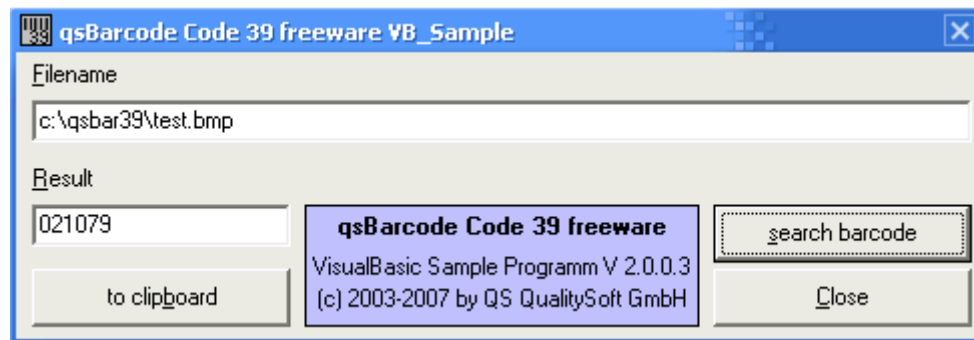 qsBarcode Code 39 freeware VB_Sample
Filename
c:\qsbar39\test.bmp
Result
021079
to clipboard
qsBarcode Code 39 freeware
VisualBasic Sample Programm V 2.0.0.3
(c) 2003-2007 by QS QualitySoft GmbH
search barcode
Close